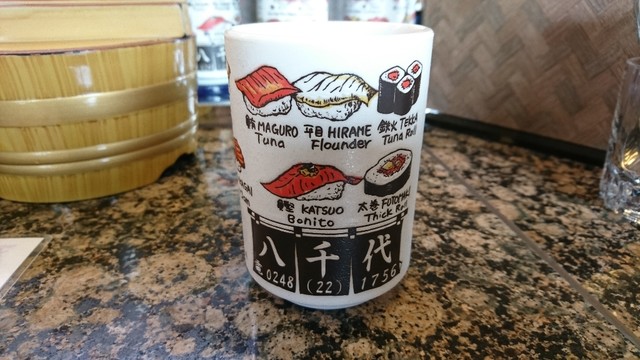 鮪 MAGURO 平目 HIRAME 鉄火 TEKKA
Tuna Flounder Tuna Roll
鰹 KATSUO 太巻 FUTOMAKI
Bonito Thick Roll
八千代
☎0248(22)1756